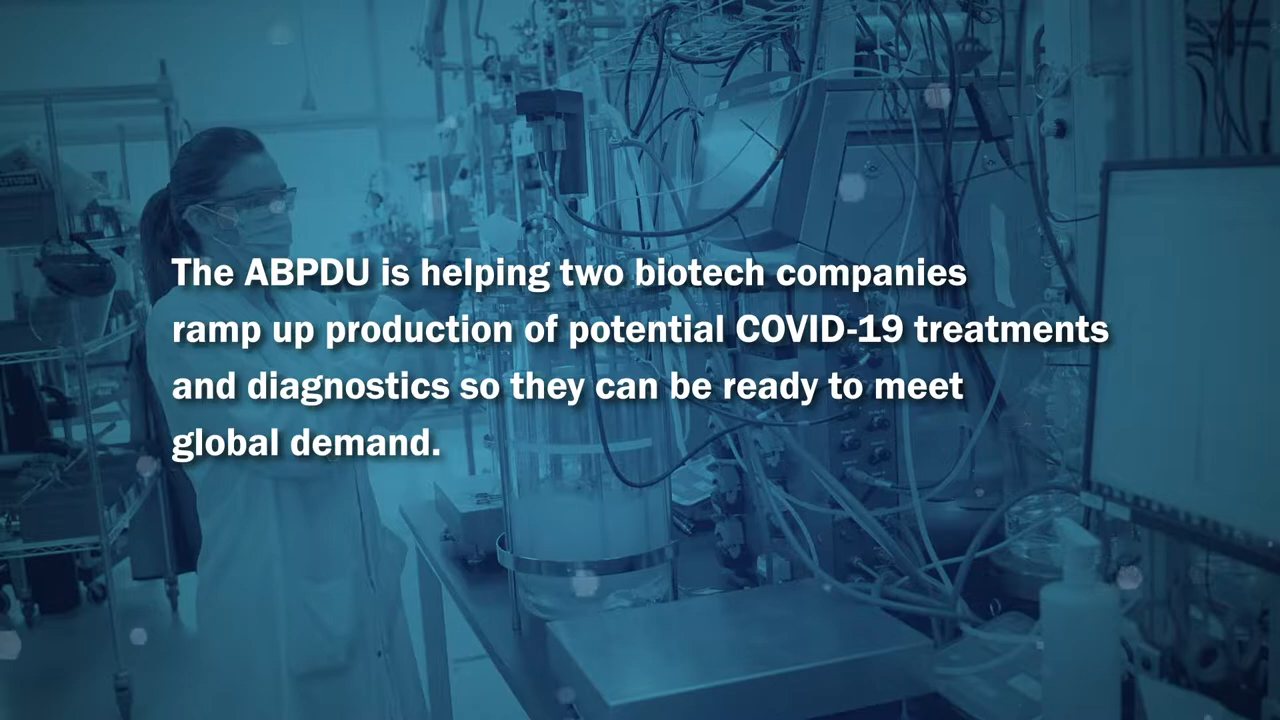 The ABPDU is helping two biotech companies
ramp up production of potential COVID-19 treatments
and diagnostics so they can be ready to meet
global demand.